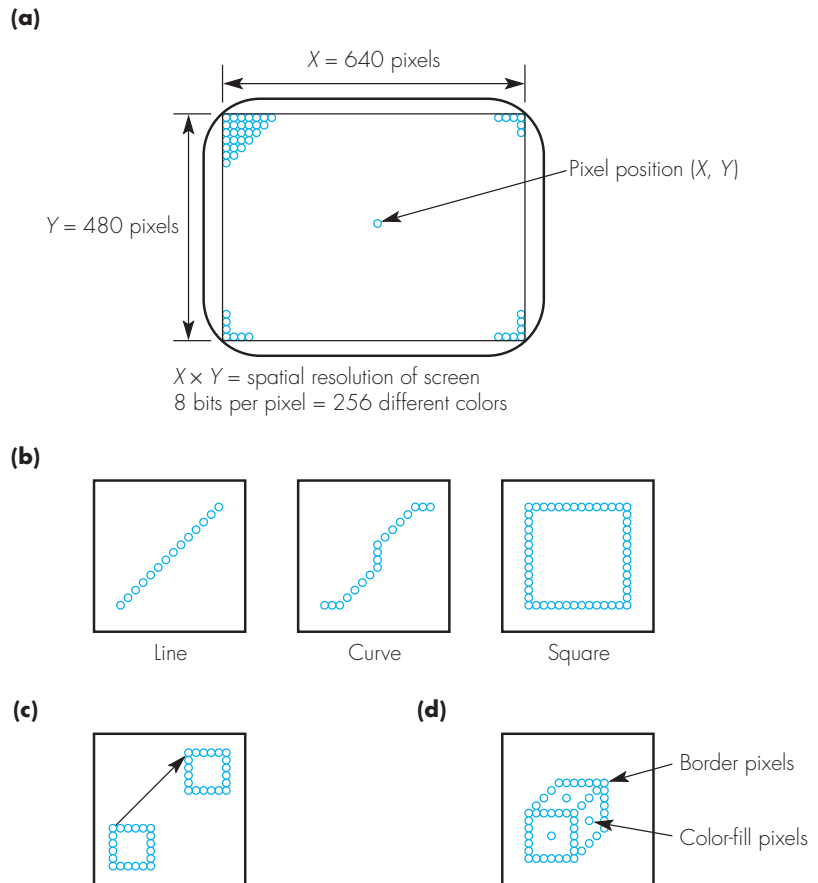 (a)
X = 640 pixels
Pixel position (X, Y)
Y = 480 pixels
X × Y = spatial resolution of screen
8 bits per pixel = 256 different colors
(b)
Line
Curve
Square
(c)
(d)
Border pixels
Color-fill pixels